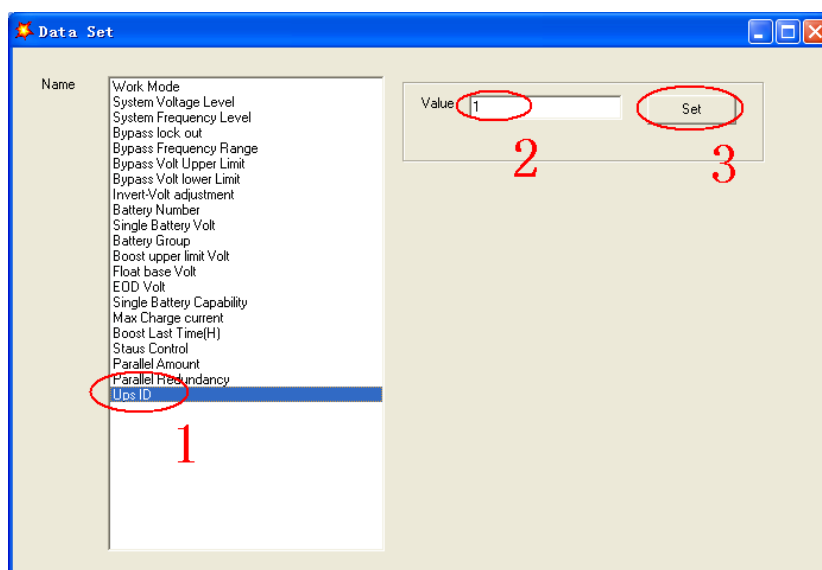 Data Set
Name
Work Mode
System Voltage Level
System Frequency Level
Bypass lock out
Bypass Frequency Range
Bypass Volt Upper Limit
Bypass Volt lower Limit
Invert-Volt adjustment
Battery Number
Single Battery Volt
Battery Group
Boost upper limit Volt
Float base Volt
EOD Volt
Single Battery Capability
Max Charge current
Boost Last Time(H)
Staus Control
Parallel Amount
Parallel Redundancy
Ups ID
1
Value 1 Set
2 3